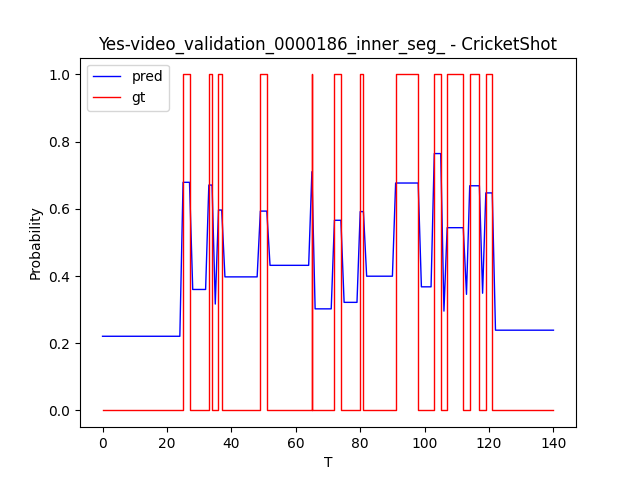 Yes-video_validation_0000186_inner_seg_ - CricketShot
pred
gt
1.0
0.8
0.6
0.4
0.2
0.0
Probability
0 20 40 60 80 100 120 140
T